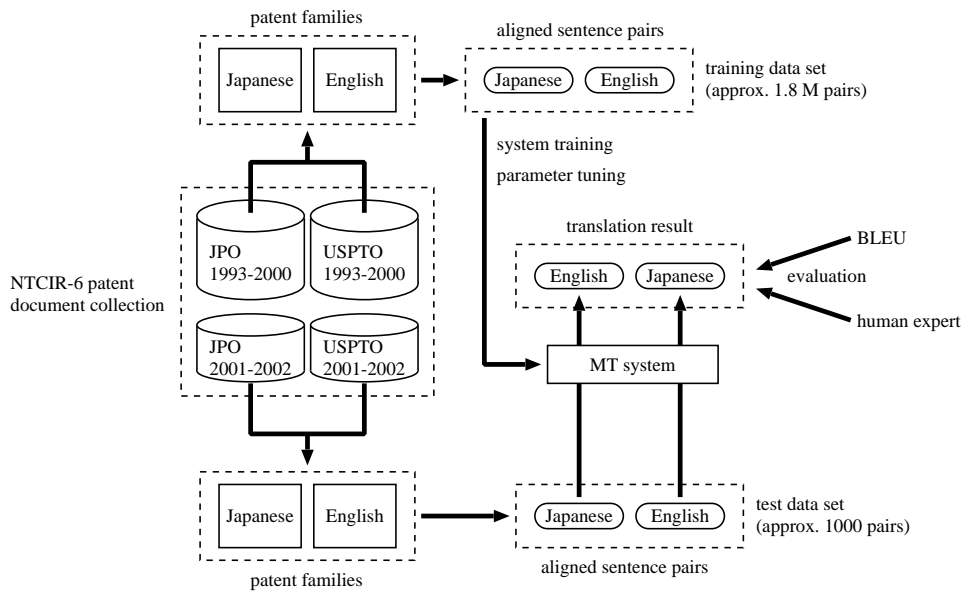 patent families
Japanese
English
aligned sentence pairs
Japanese
English
training data set
(approx. 1.8 M pairs)
system training
parameter tuning
NTCIR-6 patent
document collection
JPO
1993-2000
USPTO
1993-2000
JPO
2001-2002
USPTO
2001-2002
translation result
English
Japanese
BLEU
evaluation
human expert
MT system
Japanese
English
patent families
Japanese
English
aligned sentence pairs
test data set
(approx. 1000 pairs)